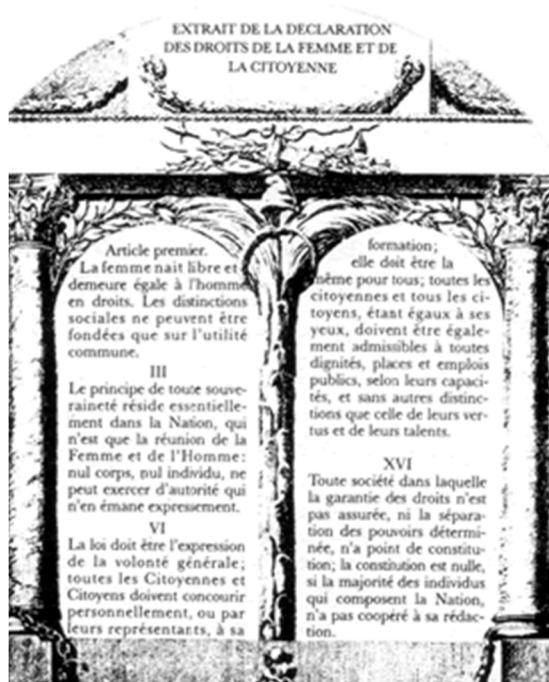 EXTRAIT DE LA DECLARATION
DES DROITS DE LA FEMME ET DE
LA CITOYENNE
Article premier.
La femme nait libre et
demeure égale à l'homme
en droits. Les distinctions
sociales ne peuvent être
fondées que sur l'utilité
commune.
III
Le principe de toute souve-
raineté réside essentielle-
ment dans la Nation, qui
n'est que la réunion de la
Femme et de l'Homme:
nul corps, nul individu, ne
peut exercer d'autorité qui
n'en émane expressement.
VI
La loi doit être l'expression
de la volonté générale;
toutes les Citoyennes et
Citoyens doivent concourir
personnellement, ou par
leurs représentants, à sa
formation;
elle doit être la
même pour tous; toutes les
citoyennes et tous les ci-
toyens, étant égaux à ses
yeux, doivent être égale-
ment admissibles à toutes
dignités, places et emplois
publics, selon leurs capaci-
tés, et sans autres distinc-
tions que celle de leurs ver-
tus et de leurs talents.
XVI
Toute société dans laquelle
la garantie des droits n'est
pas assurée, ni la sépara-
tion des pouvoirs détermi-
née, n'a point de constitu-
tion; la constitution est nulle,
si la majorité des individus
qui composent la Nation,
n'a pas coopéré à sa rédac-
tion.